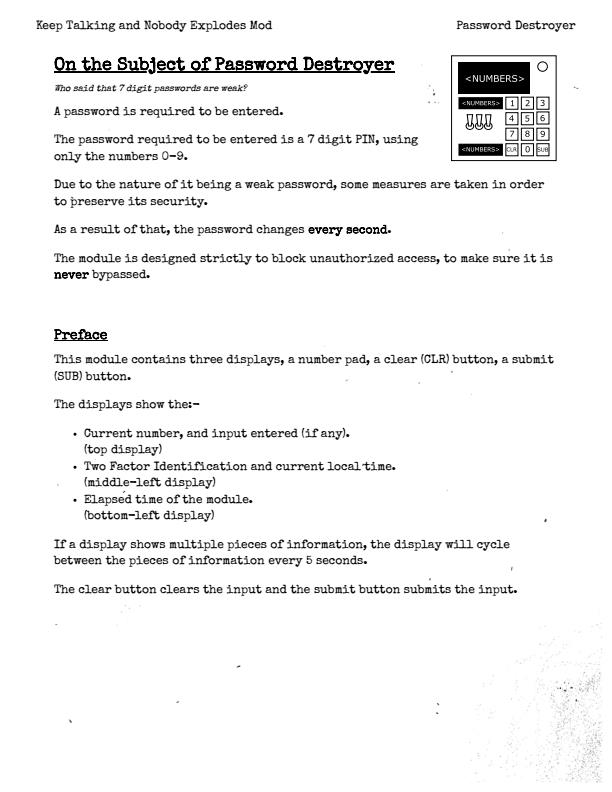 Keep Talking and Nobody Explodes Mod
Password Destroyer
On the Subject of Password Destroyer
Who said that 7 digit passwords are weak?
A password is required to be entered.
The password required to be entered is a 7 digit PIN, using
only the numbers 0-9.
<NUMBERS>
<NUMBERS> 1 2 3
4 5 6
7 8 9
<NUMBERS> CLR 0 SUB
Due to the nature of it being a weak password, some measures are taken in order
to preserve its security.
As a result of that, the password changes every second.
The module is designed strictly to block unauthorized access, to make sure it is
never bypassed.
Preface
This module contains three displays, a number pad, a clear (CLR) button, a submit
(SUB) button.
The displays show the:-
• Current number, and input entered (if any).
(top display)
• Two Factor Identification and current local time.
(middle-left display)
• Elapsed time of the module.
(bottom-left display)
If a display shows multiple pieces of information, the display will cycle
between the pieces of information every 5 seconds.
The clear button clears the input and the submit button submits the input.